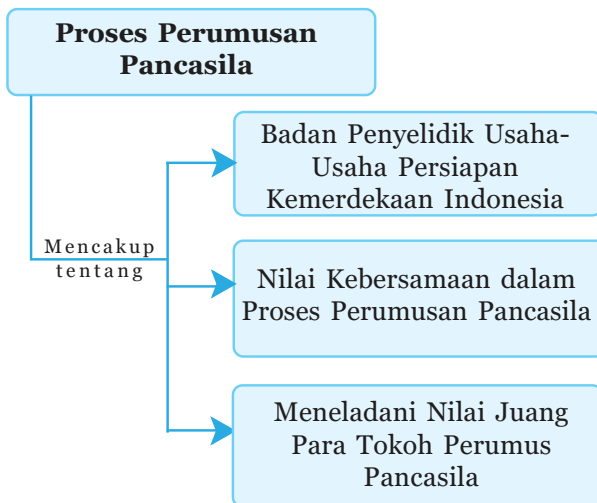 Proses Perumusan
Pancasila
Badan Penyelidik Usaha-
Usaha Persiapan
Kemerdekaan Indonesia
Mencakup
tentang
Nilai Kebersamaan dalam
Proses Perumusan Pancasila
Meneladani Nilai Juang
Para Tokoh Perumus
Pancasila